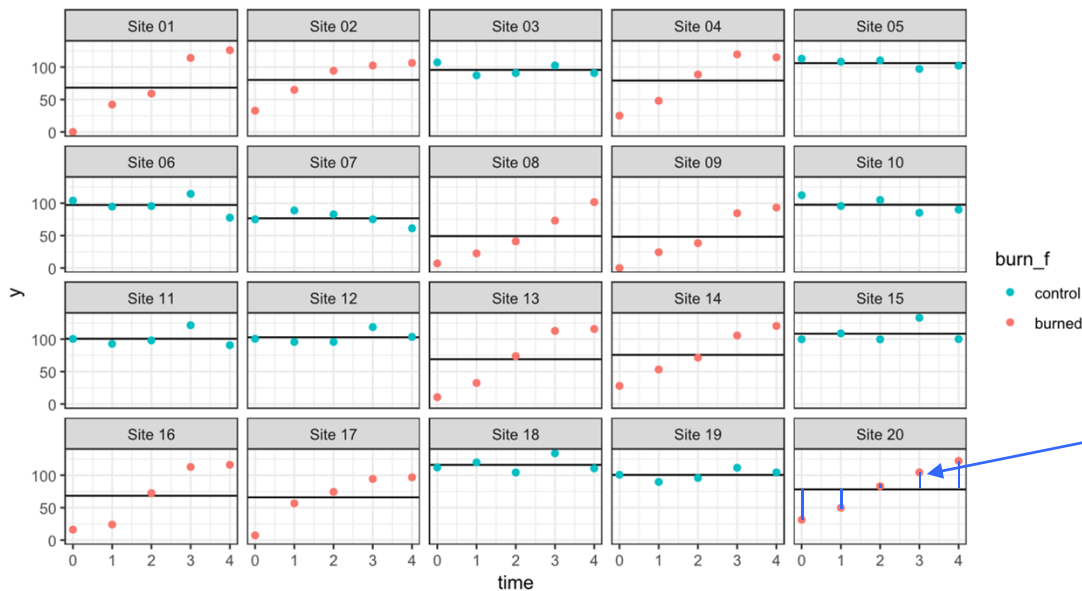 Site 01 Site 02 Site 03 Site 04 Site 05
100
50
0
Site 06 Site 07 Site 08 Site 09 Site 10
100
50
0
y
Site 11 Site 12 Site 13 Site 14 Site 15
100
50
0
Site 16 Site 17 Site 18 Site 19 Site 20
100
50
0
0 1 2 3 4 0 1 2 3 4 0 1 2 3 4 0 1 2 3 4 0 1 2 3 4
time
burn_f
control
burned